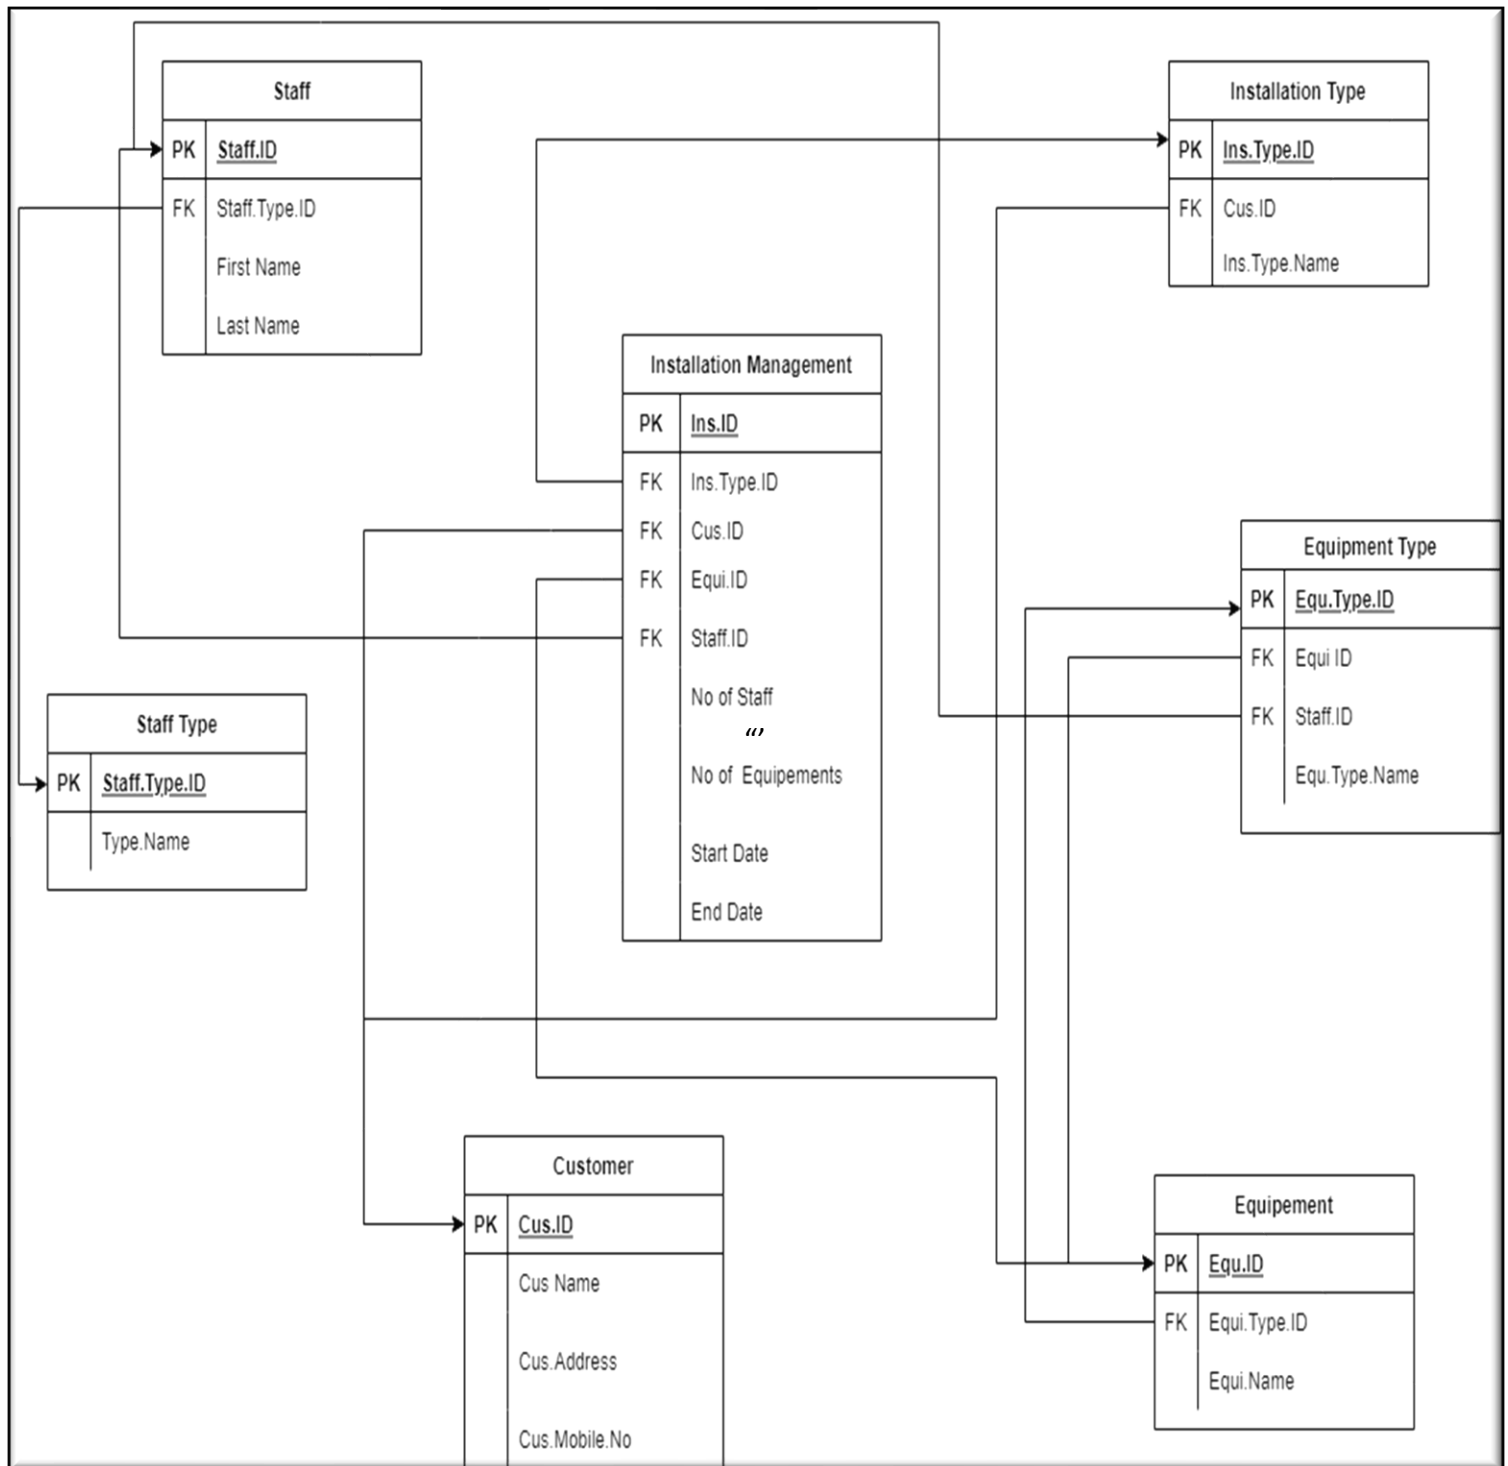 Staff
PK Staff.ID
FK Staff.Type.ID
First Name
Last Name
Installation Type
PK Ins.Type.ID
FK Cus.ID
Ins.Type.Name
Installation Management
PK Ins.ID
FK Ins.Type.ID
FK Cus.ID
FK Equi.ID
FK Staff.ID
No of Staff
“’
No of Equipements
Start Date
End Date
Equipment Type
PK Equ.Type.ID
FK Equi ID
FK Staff.ID
Equ.Type.Name
Staff Type
PK Staff.Type.ID
Type.Name
Customer
PK Cus.ID
Cus Name
Cus.Address
Cus.Mobile.No
Equipement
PK Equ.ID
FK Equi.Type.ID
Equi.Name